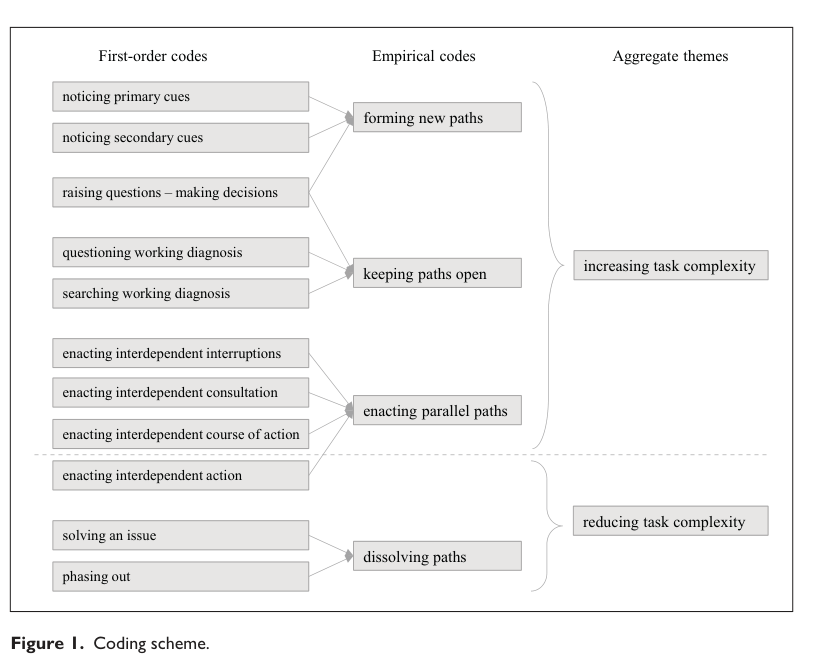 First-order codes
Empirical codes
Aggregate themes
noticing primary cues
noticing secondary cues
raising questions – making decisions
questioning working diagnosis
searching working diagnosis
enacting interdependent interruptions
enacting interdependent consultation
enacting interdependent course of action
enacting interdependent action
solving an issue
phasing out
forming new paths
keeping paths open
enacting parallel paths
dissolving paths
increasing task complexity
reducing task complexity
Figure 1. Coding scheme.